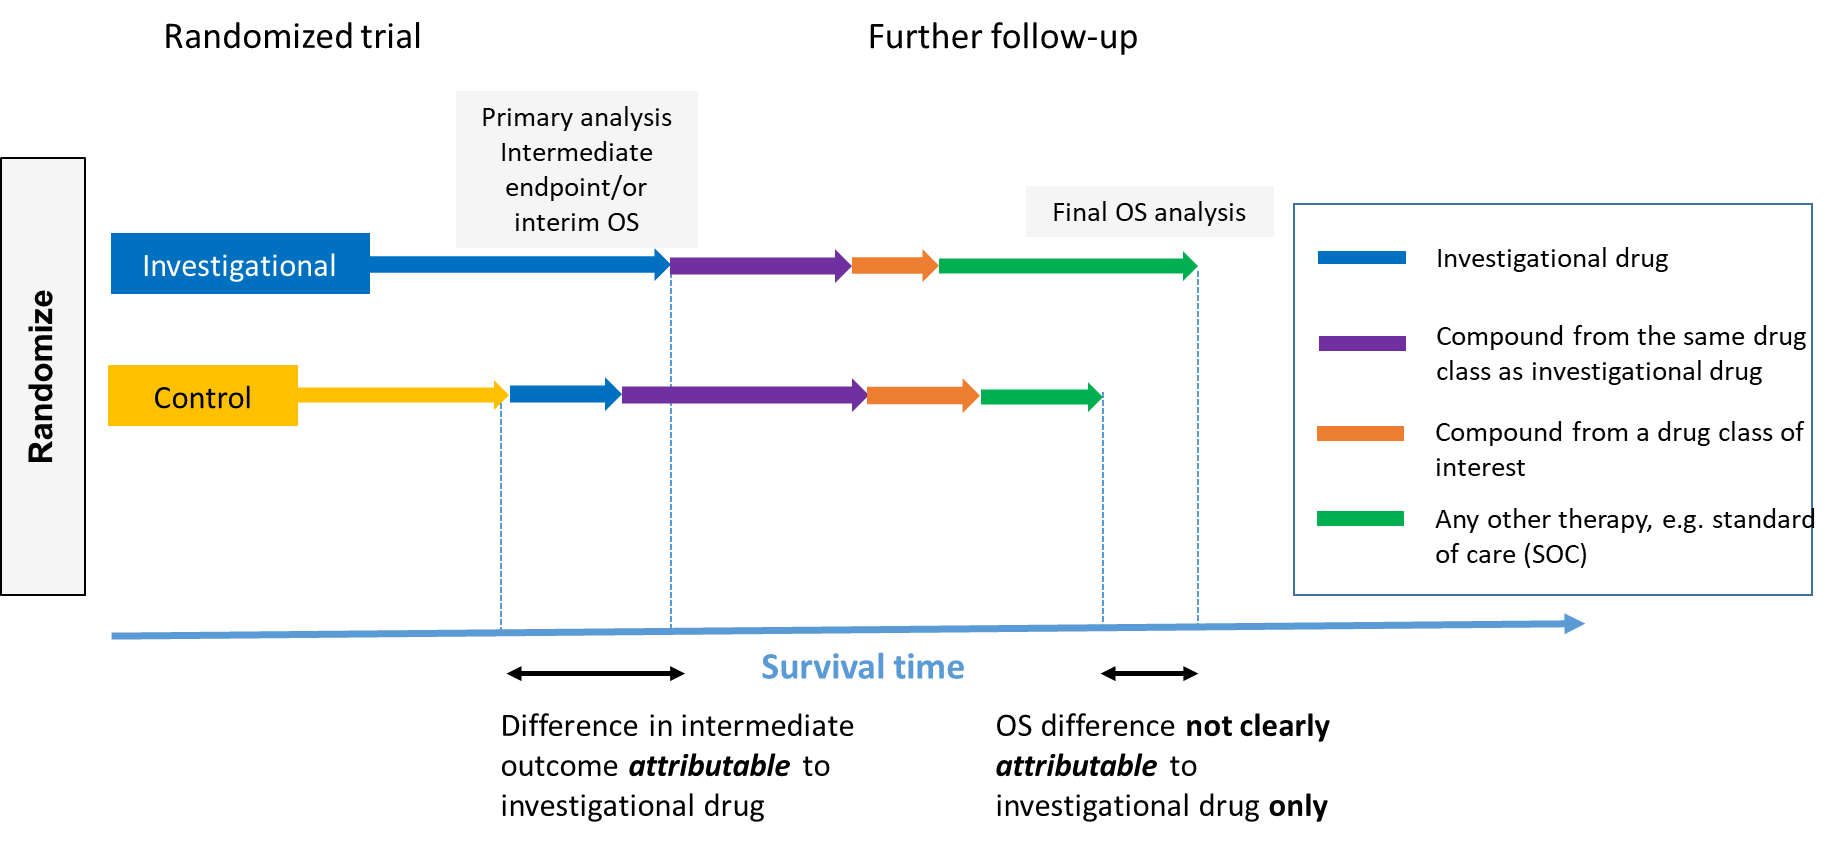 Randomized trial
Further follow-up
Primary analysis
Intermediate
endpoint/or
interim OS
Final OS analysis
Randomize
Investigational
Control
Investigational drug
Compound from the same drug
class as investigational drug
Compound from a drug class of
interest
Any other therapy, e.g. standard
of care (SOC)
Survival time
Difference in intermediate
outcome attributable to
investigational drug
OS difference not clearly
attributable to
investigational drug only